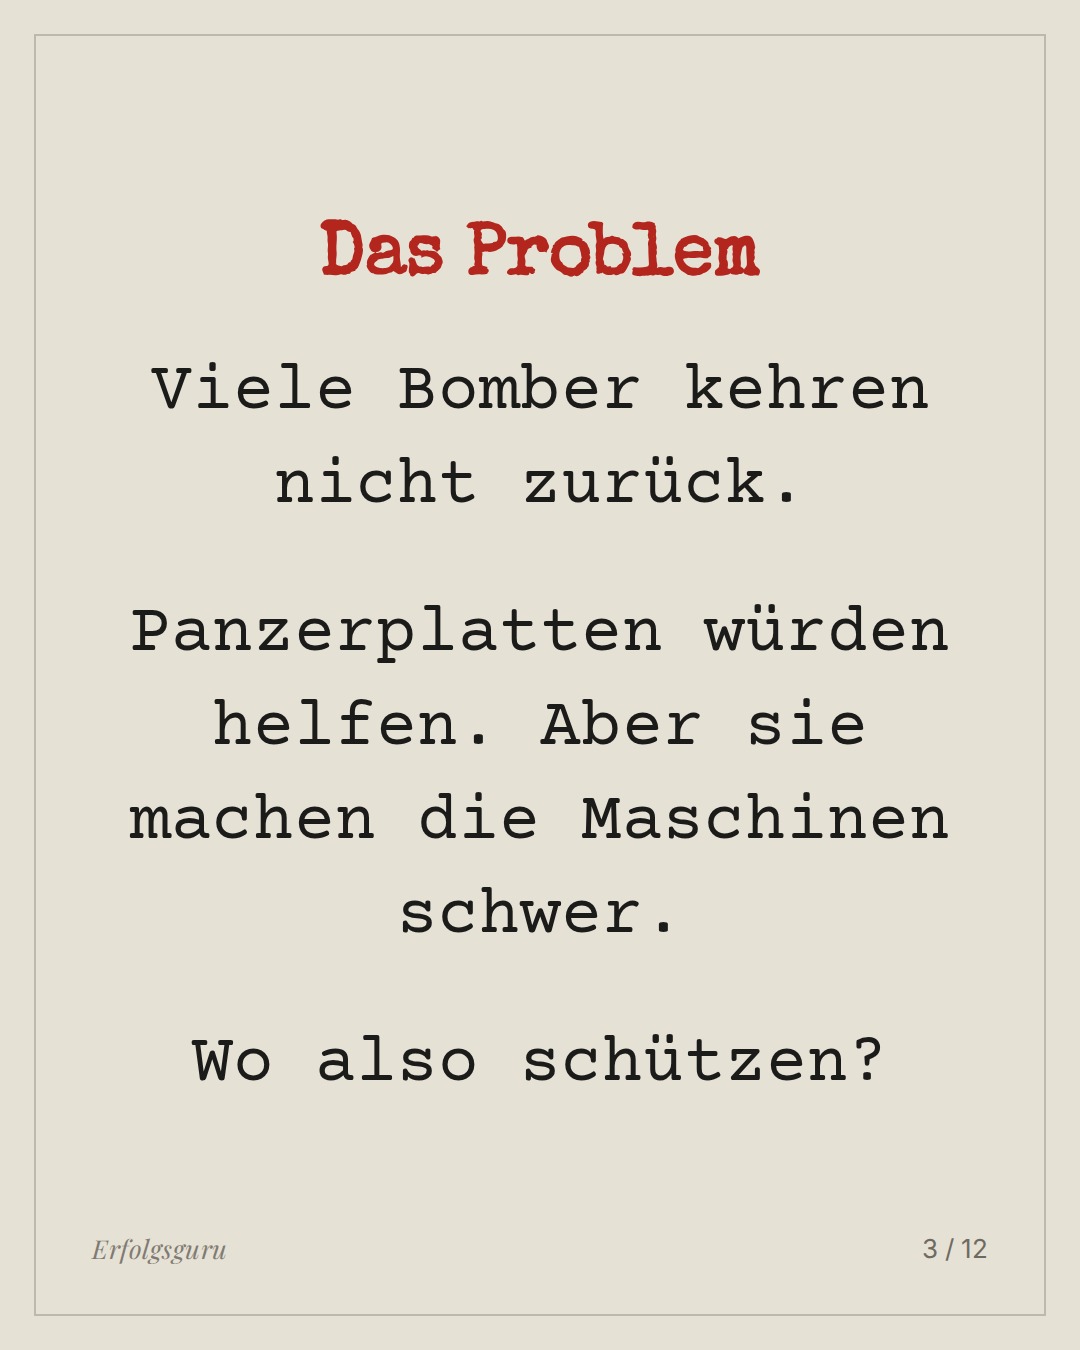 Das Problem
Viele Bomber kehren
nicht zurück.
Panzerplatten würden
helfen. Aber sie
machen die Maschinen
schwer.
Wo also schützen?
Erfolgsguru
3 / 12